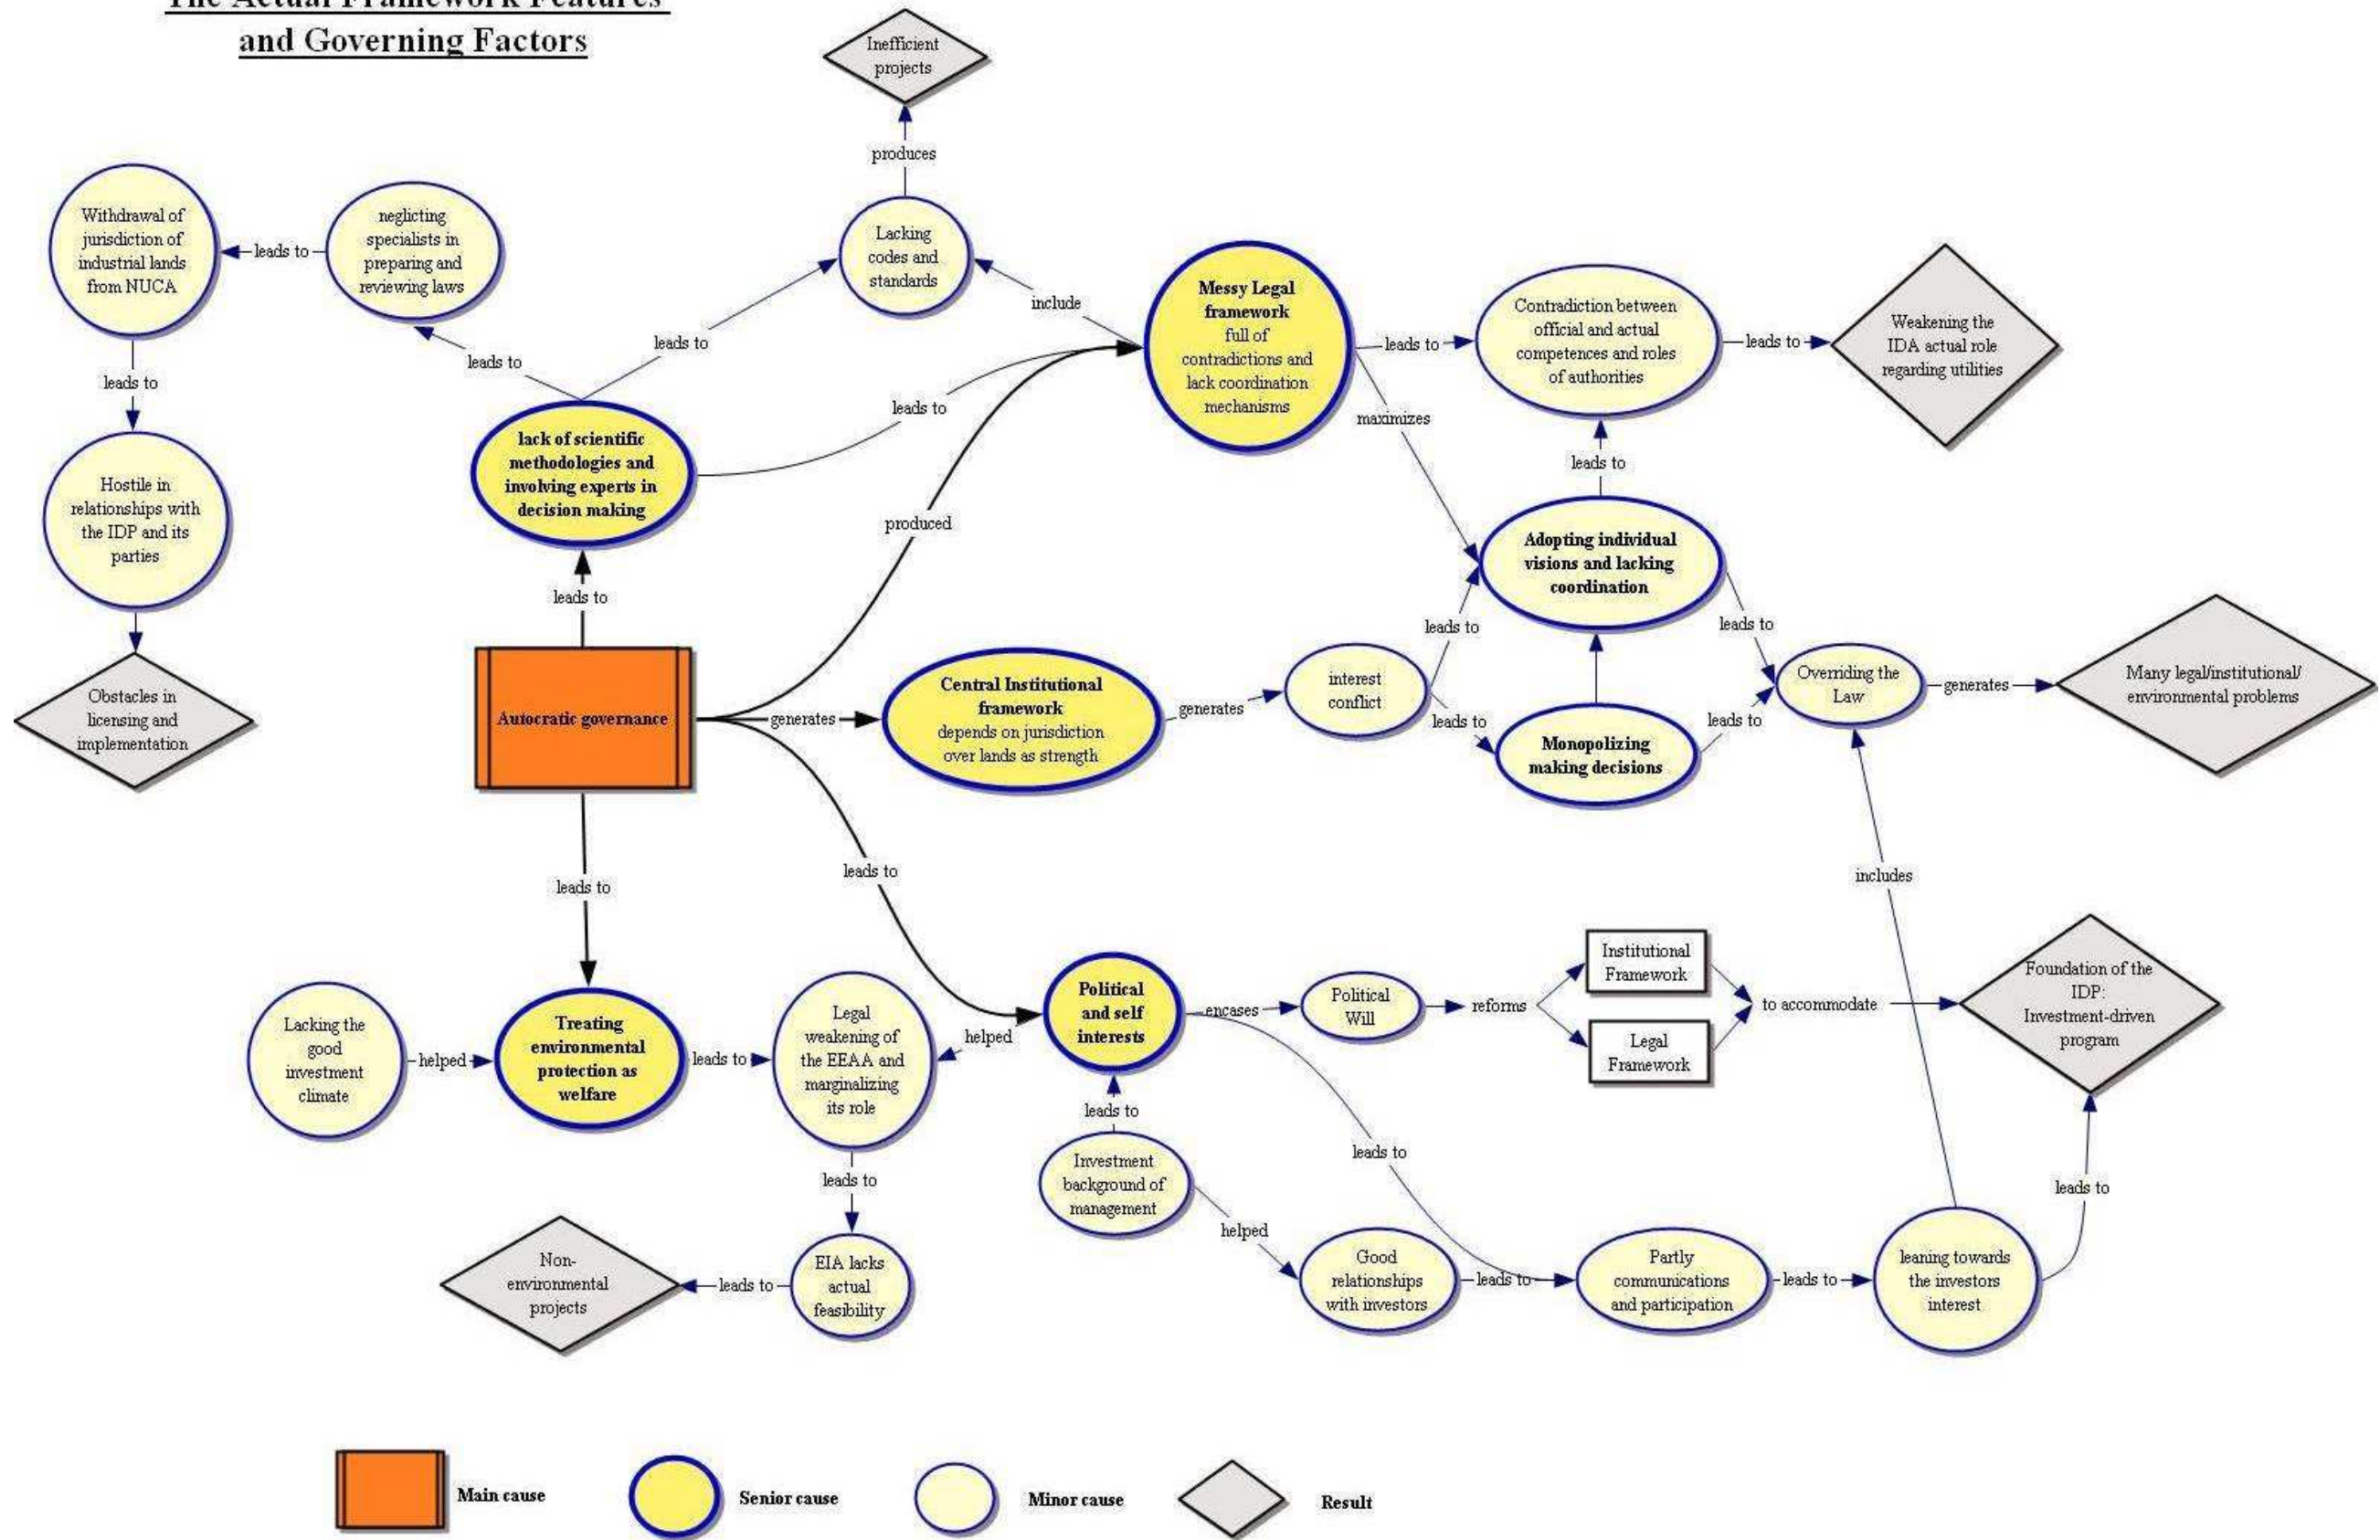 The Actual Framework Features
and Governing Factors
Inefficient
projects
produces
Withdrawal of
jurisdiction of
industrial lands
from NUCA
leads to
neglicting
specialists in
preparing and
reviewing laws
Lacking
codes and
standards
include
leads to
leads to
leads to
Messy Legal
framework
full of
contradictions and
lack coordination
mechanisms
leads to
Contradiction between
official and actual
competences and roles
of authorities
leads to
Weakening the
IDA actual role
regarding utilities
leads to
maximizes
lack of scientific
methodologies and
involving experts in
decision making
leads to
Hostile in
relationships with
the IDP and its
parties
produced
Adopting individual
visions and lacking
coordination
leads to
leads to
leads to
Obstacles in
licensing and
implementation
Autocratic governance
generates
Central Institutional
framework
depends on jurisdiction
over lands as strength
generates
interest
conflict
leads to
Monopolizing
making decisions
leads to
Overriding the
Law
generates
Many legal/institutional/
environmental problems
leads to
leads to
includes
Lacking the
good
investment
climate
helped
Treating
environmental
protection as
welfare
leads to
Legal
weakening of
the EEAA and
marginalizing
its role
helped
Political
and self
interests
encases
Political
Will
reforms
Institutional
Framework
Legal
Framework
to accommodate
Foundation of the
IDP:
Investment-driven
program
leads to
Investment
background of
management
leads to
leads to
leads to
helped
Non-
environmental
projects
leads to
EIA lacks
actual
feasibility
Good
relationships
with investors
leads to
Partly
communications
and participation
leads to
leaning towards
the investors
interest
Main cause
Senior cause
Minor cause
Result